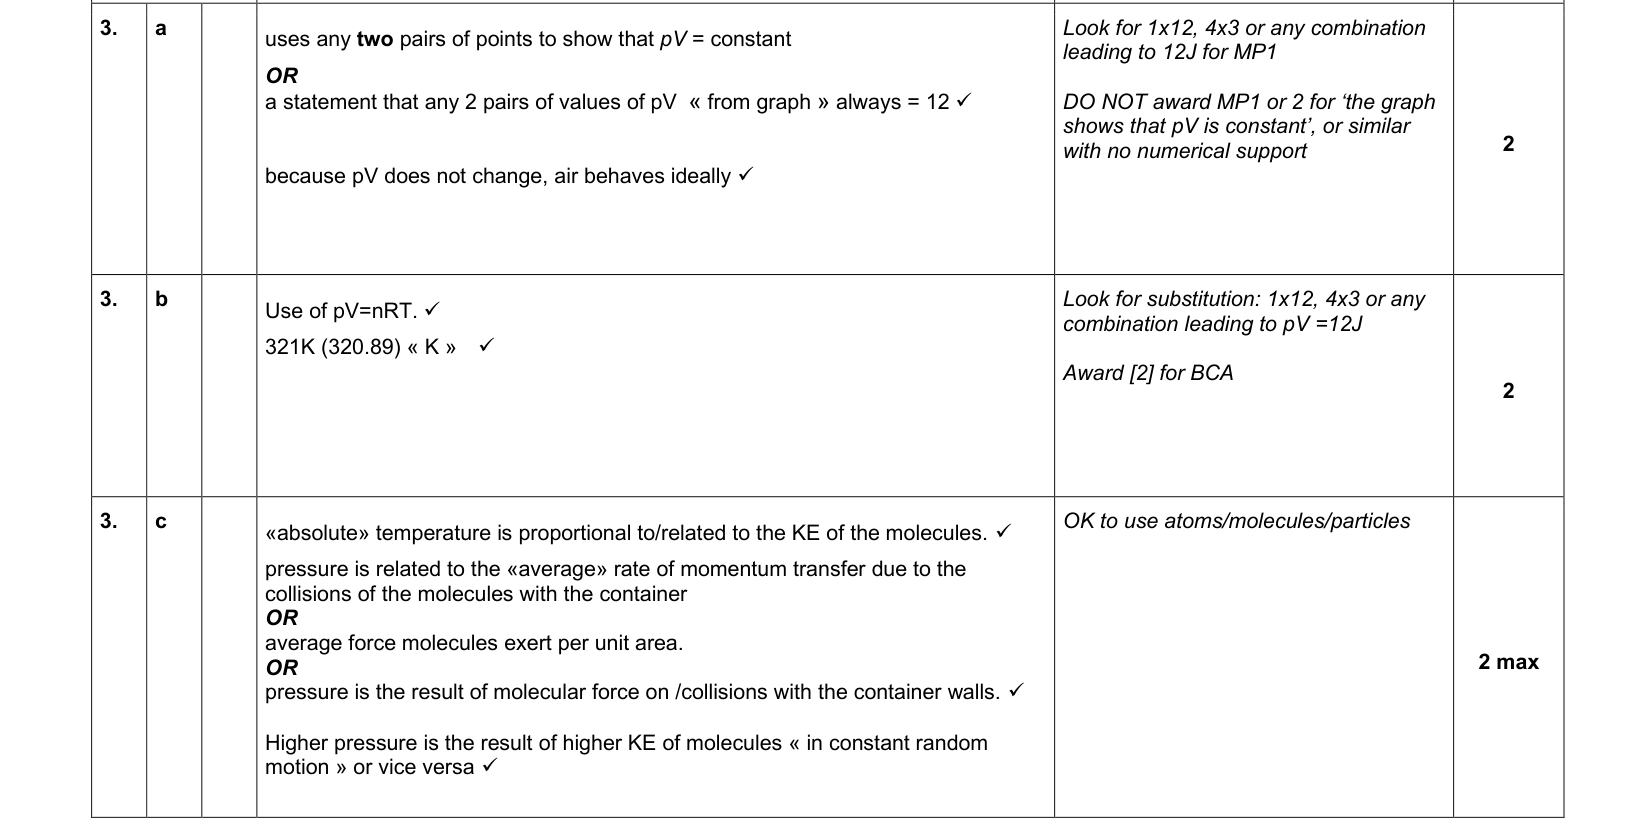 3. a
uses any two pairs of points to show that pV = constant
OR
a statement that any 2 pairs of values of pV « from graph » always = 12 ✓
because pV does not change, air behaves ideally ✓
Look for 1x12, 4x3 or any combination
leading to 12J for MP1
DO NOT award MP1 or 2 for ‘the graph
shows that pV is constant’, or similar
with no numerical support
2
3. b
Use of pV=nRT. ✓
321K (320.89) « K » ✓
Look for substitution: 1x12, 4x3 or any
combination leading to pV =12J
Award [2] for BCA
2
3. c
«absolute» temperature is proportional to/related to the KE of the molecules. ✓
pressure is related to the «average» rate of momentum transfer due to the
collisions of the molecules with the container
OR
average force molecules exert per unit area.
OR
pressure is the result of molecular force on /collisions with the container walls. ✓
Higher pressure is the result of higher KE of molecules « in constant random
motion » or vice versa ✓
OK to use atoms/molecules/particles
2 max